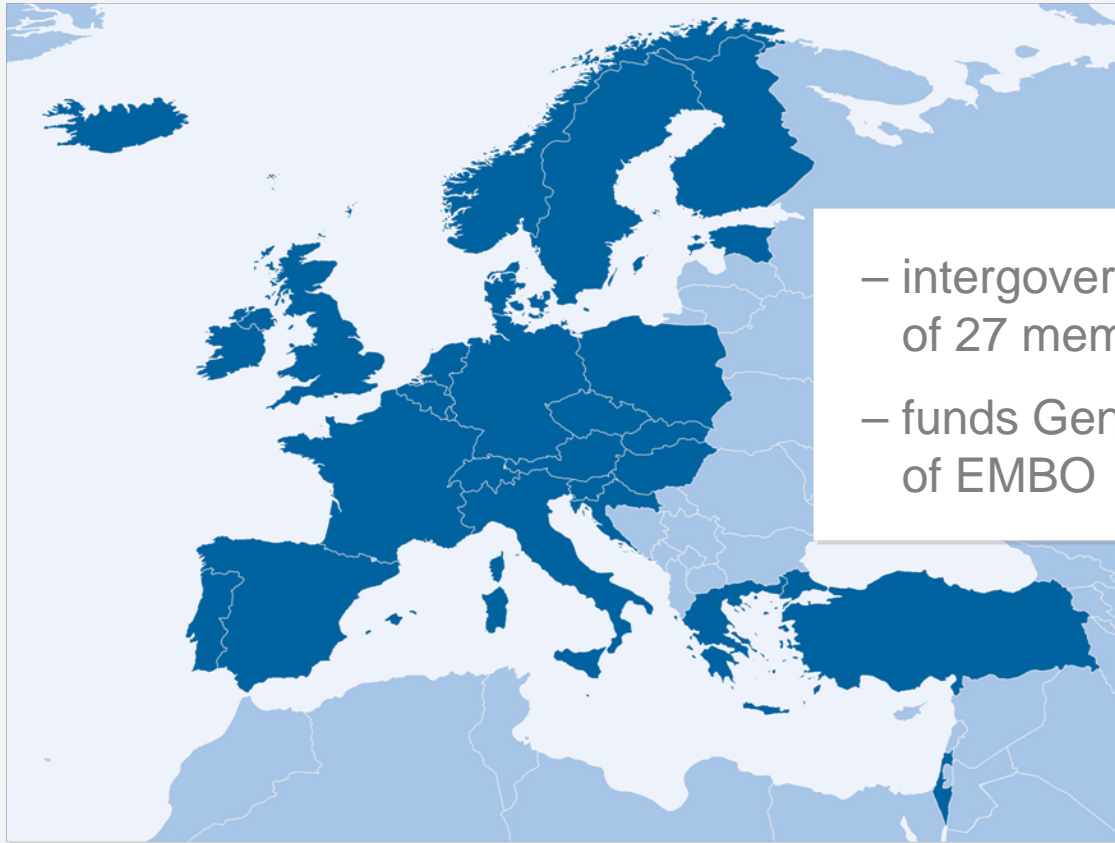 – intergover
of 27 mem
– funds Gen
of EMBO